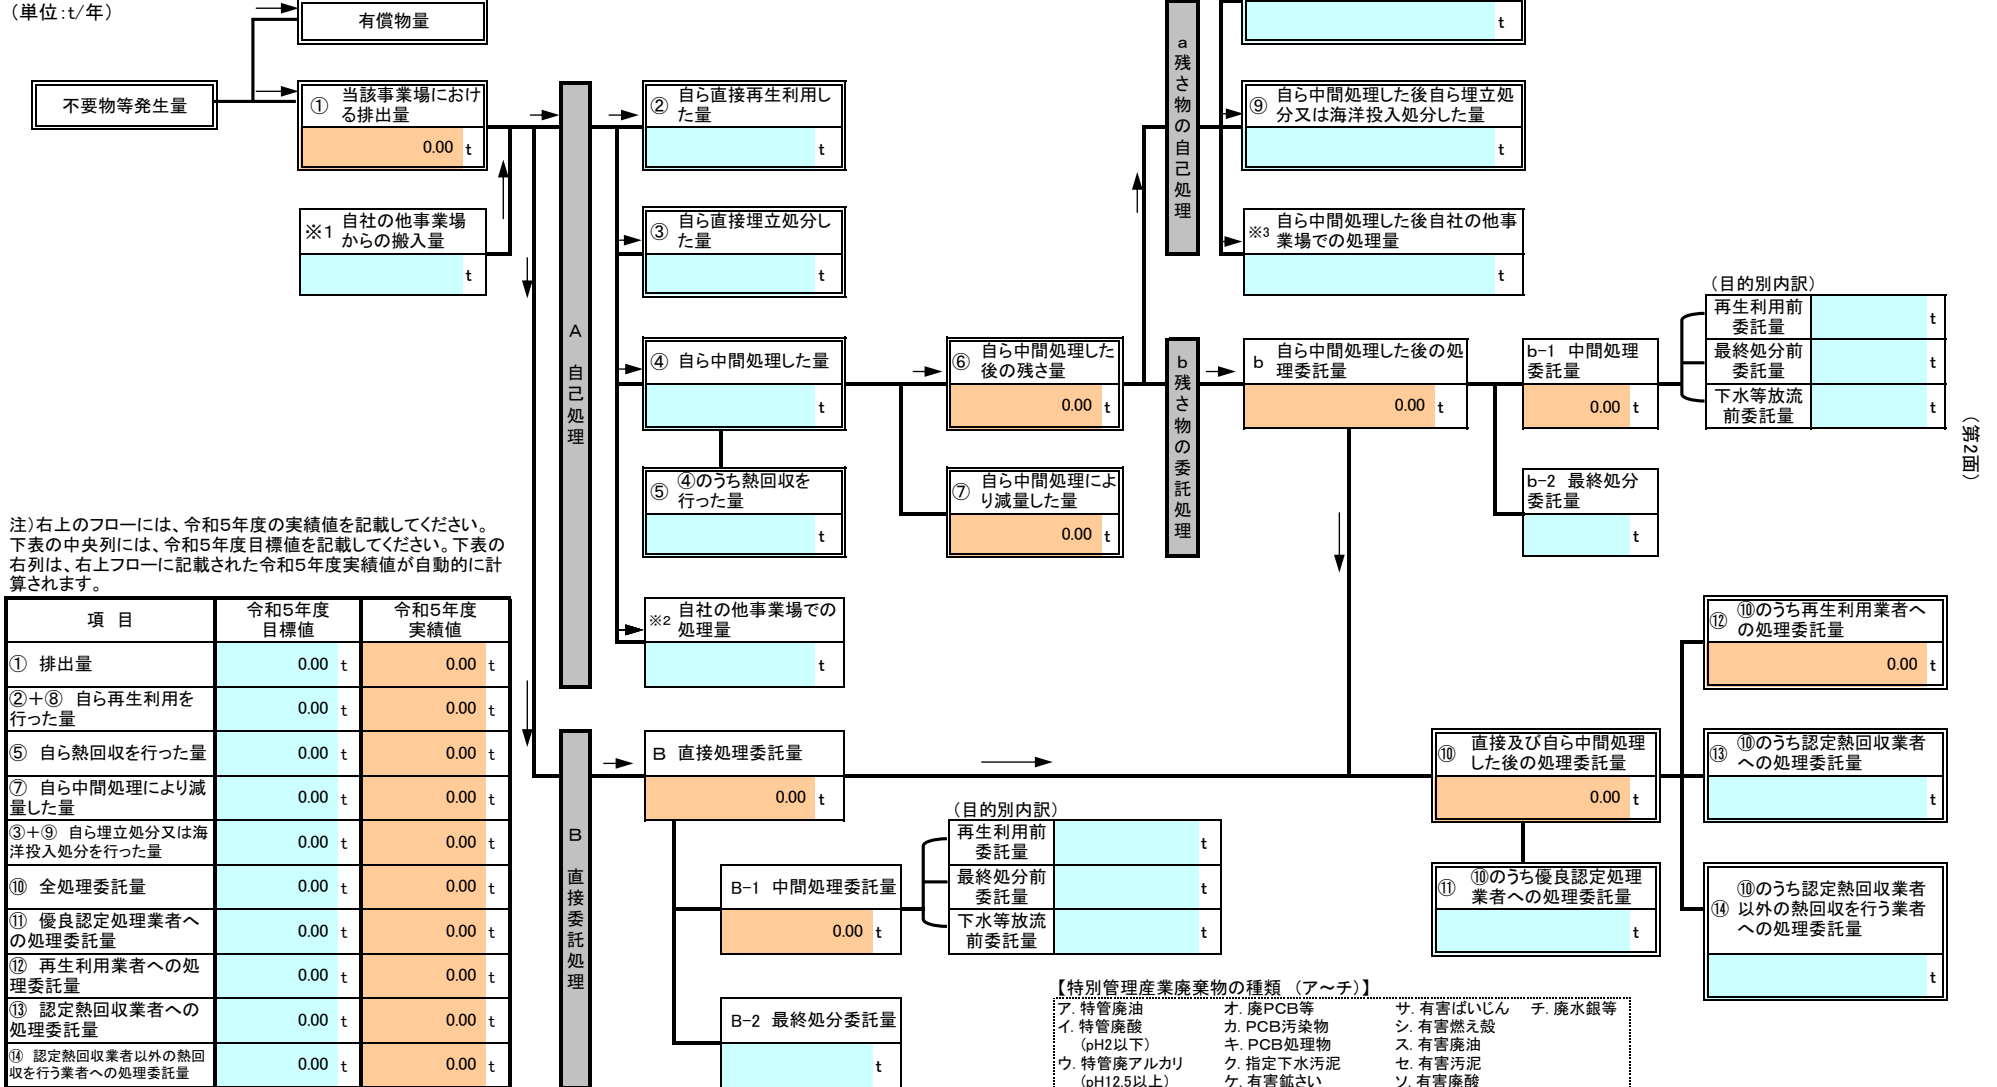 （単位：t/年）
有償物量
t
不要物等発生量
① 当該事業場におけ
る排出量
0.00 t
※1 自社の他事業場
からの搬入量
t
A 自己処理
② 自ら直接再生利用し
た量
t
③ 自ら直接埋立処分し
た量
t
④ 自ら中間処理した量
t
⑤ ④のうち熱回収を
行った量
t
※2 自社の他事業場での
処理量
t
⑥ 自ら中間処理した
後の残さ量
0.00 t
⑦ 自ら中間処理によ
り減量した量
0.00 t
a残さ物の自己処理
⑨ 自ら中間処理した後自ら埋立処
分又は海洋投入処分した量
t
※3 自ら中間処理した後自社の他事
業場での処理量
t
b残さ物の委託処理
b 自ら中間処理した後の処
理委託量
0.00 t
b-1 中間処理
委託量
0.00 t
（目的別内訳）
再生利用前
委託量
t
最終処分前
委託量
t
下水等放流
前委託量
t
b-2 最終処分
委託量
t
（第2面）
注）右上のフローには、令和5年度の実績値を記載してください。
下表の中央列には、令和5年度目標値を記載してください。下表の
右列は、右上フローに記載された令和5年度実績値が自動的に計
算されます。
項 目 令和5年度
目標値 令和5年度
実績値
① 排出量 0.00 t 0.00 t
②＋⑧ 自ら再生利用を
行った量 0.00 t 0.00 t
⑤ 自ら熱回収を行った量 0.00 t 0.00 t
⑦ 自ら中間処理により減
量した量 0.00 t 0.00 t
③＋⑨ 自ら埋立処分又は海
洋投入処分を行った量 0.00 t 0.00 t
⑩ 全処理委託量 0.00 t 0.00 t
⑪ 優良認定処理業者へ
の処理委託量 0.00 t 0.00 t
⑫ 再生利用業者への処
理委託量 0.00 t 0.00 t
⑬ 認定熱回収業者への
処理委託量 0.00 t 0.00 t
⑭ 認定熱回収業者以外の熱回
収を行う業者への処理委託量 0.00 t 0.00 t
B 直接委託処理
B 直接処理委託量
0.00 t
B-1 中間処理委託量
0.00 t
（目的別内訳）
再生利用前
委託量
t
最終処分前
委託量
t
下水等放流
前委託量
t
B-2 最終処分委託量
t
⑩ 直接及び自ら中間処理
した後の処理委託量
0.00 t
⑪ ⑩のうち優良認定処理
業者への処理委託量
t
⑫ ⑩のうち再生利用業者へ
の処理委託量
0.00 t
⑬ ⑩のうち認定熱回収業者
への処理委託量
t
⑭ ⑩のうち認定熱回収業者
以外の熱回収を行う業者
への処理委託量
t
【特別管理産業廃棄物の種類 （ア～チ）】
ア．特管廃油 オ．廃PCB等 サ．有害ばいじん チ．廃水銀等
イ．特管廃酸 カ．PCB汚染物 シ．有害燃え殻
（pH2以下） キ．PCB処理物 ス．有害廃油
ウ．特管廃アルカリ ク．指定下水汚泥 セ．有害汚泥
（pH12.5以上） ケ．有害鉱さい ソ．有害廃酸